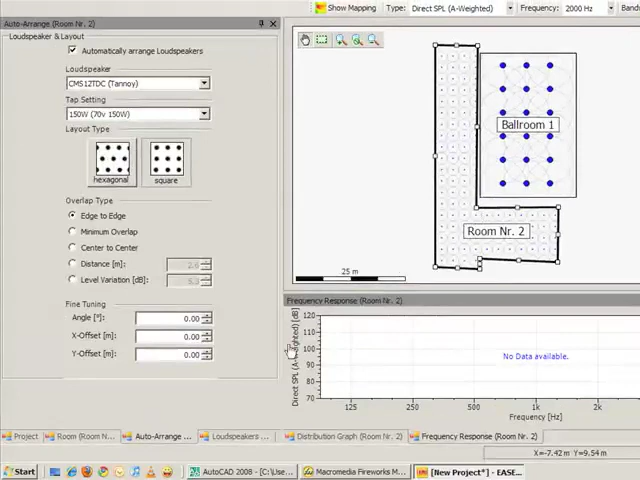 Show Mapping
Type:
Direct SPL (A-Weighted)
Frequency:
2000 Hz
Auto-Arrange (Room Nr. 2)
Loudspeaker & Layout
Automatically arrange Loudspeakers
Loudspeaker
CMS12TDC (Tannoy)
Tap Setting
150W (70v 150W)
Layout Type
hexagonal
square
Overlap Type
Edge to Edge
Minimum Overlap
Center to Center
Distance [m]:
Level Variation [dB]:
Fine Tuning
Angle [°]:
0.00
X-Offset [m]:
0.00
Y-Offset [m]:
0.00
Ballroom 1
Room Nr. 2
25 m
Frequency Response (Room Nr. 2)
Direct SPL (A-Weighted) [dB]
120
110
100
90
80
70
No Data available.
125
250
500
1k
2k
Frequency [Hz]
Project
Room (Room N...
Auto-Arrange ...
Loudspeakers ...
Distribution Graph (Room Nr. 2)
Frequency Response (Room Nr. 2)
X=-7.42 m Y=9.54 m
Start
AutoCAD 2008 - [C:\Use...
Macromedia Fireworks M...
[New Project*] - EASE...